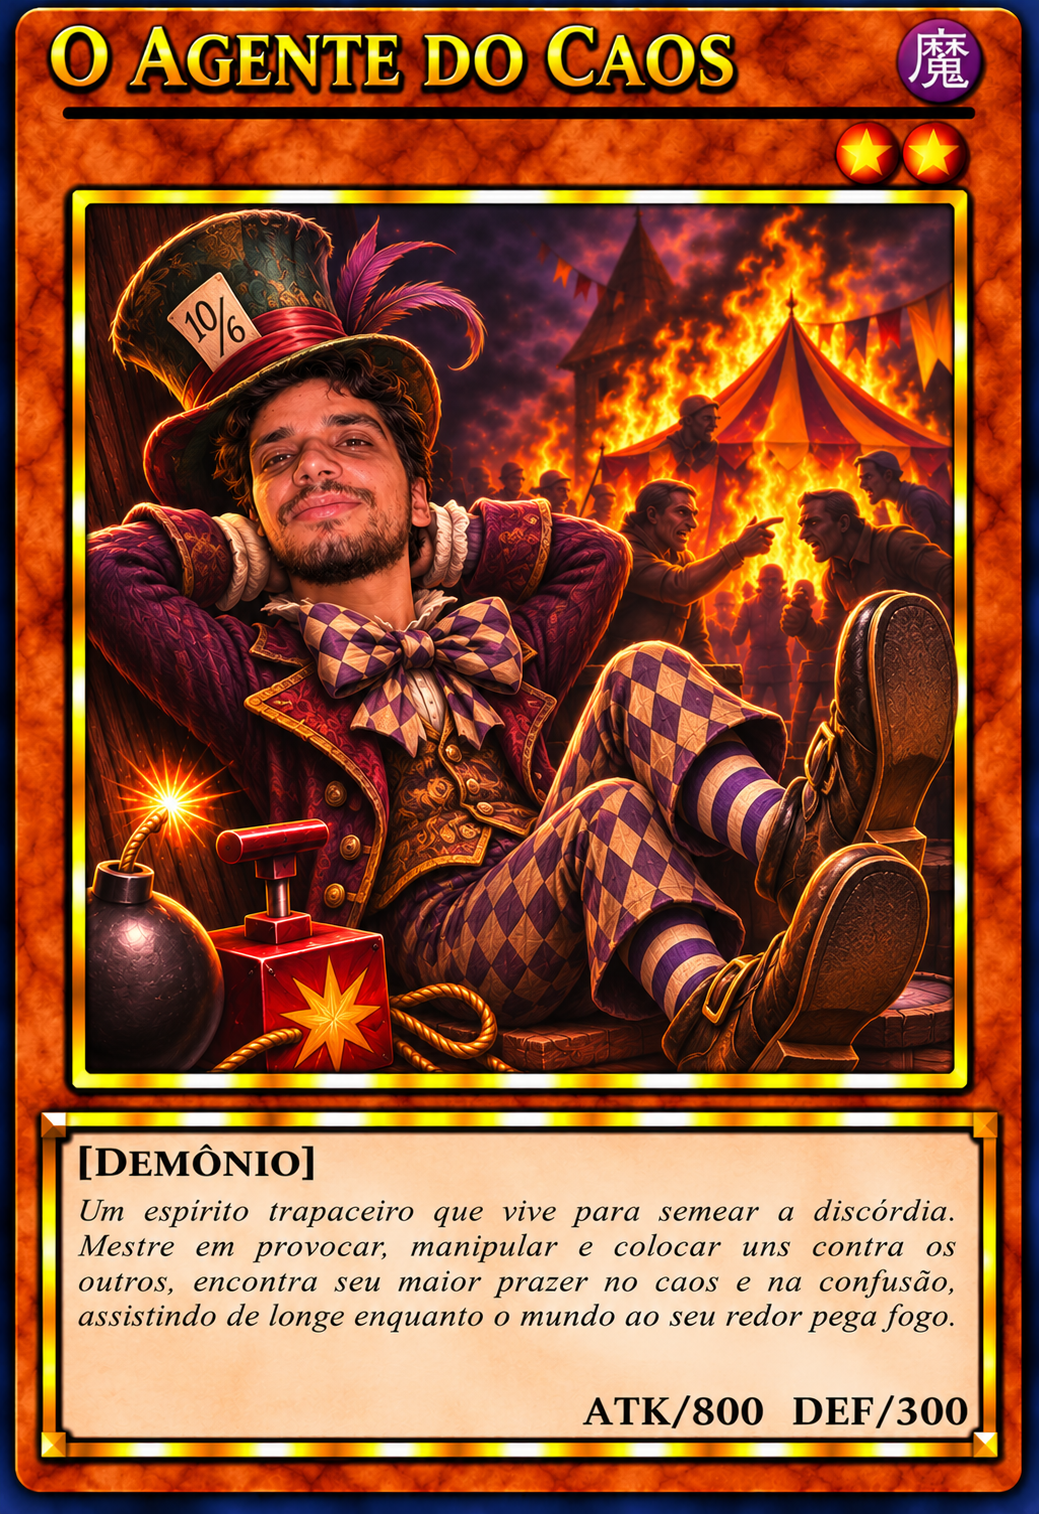 O AGENTE DO CAOS
魔
10/6
[DEMÔNIO]
Um espírito trapaceiro que vive para semear a discórdia.
Mestre em provocar, manipular e colocar uns contra os
outros, encontra seu maior prazer no caos e na confusão,
assistindo de longe enquanto o mundo ao seu redor pega fogo.
ATK/800 DEF/300